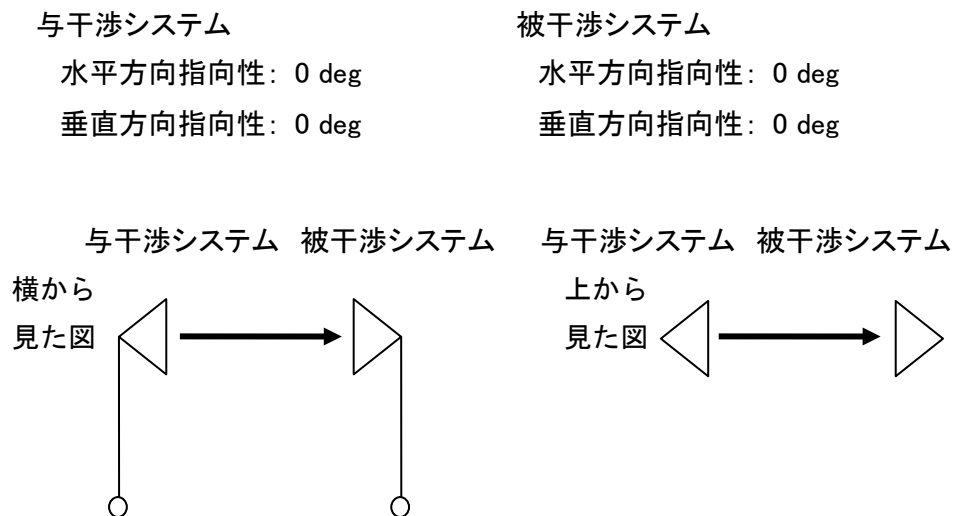 与干渉システム
水平方向指向性: 0 deg
垂直方向指向性: 0 deg
被干渉システム
水平方向指向性: 0 deg
垂直方向指向性: 0 deg
与干渉システム 被干渉システム
横から
見た図
与干渉システム 被干渉システム
上から
見た図